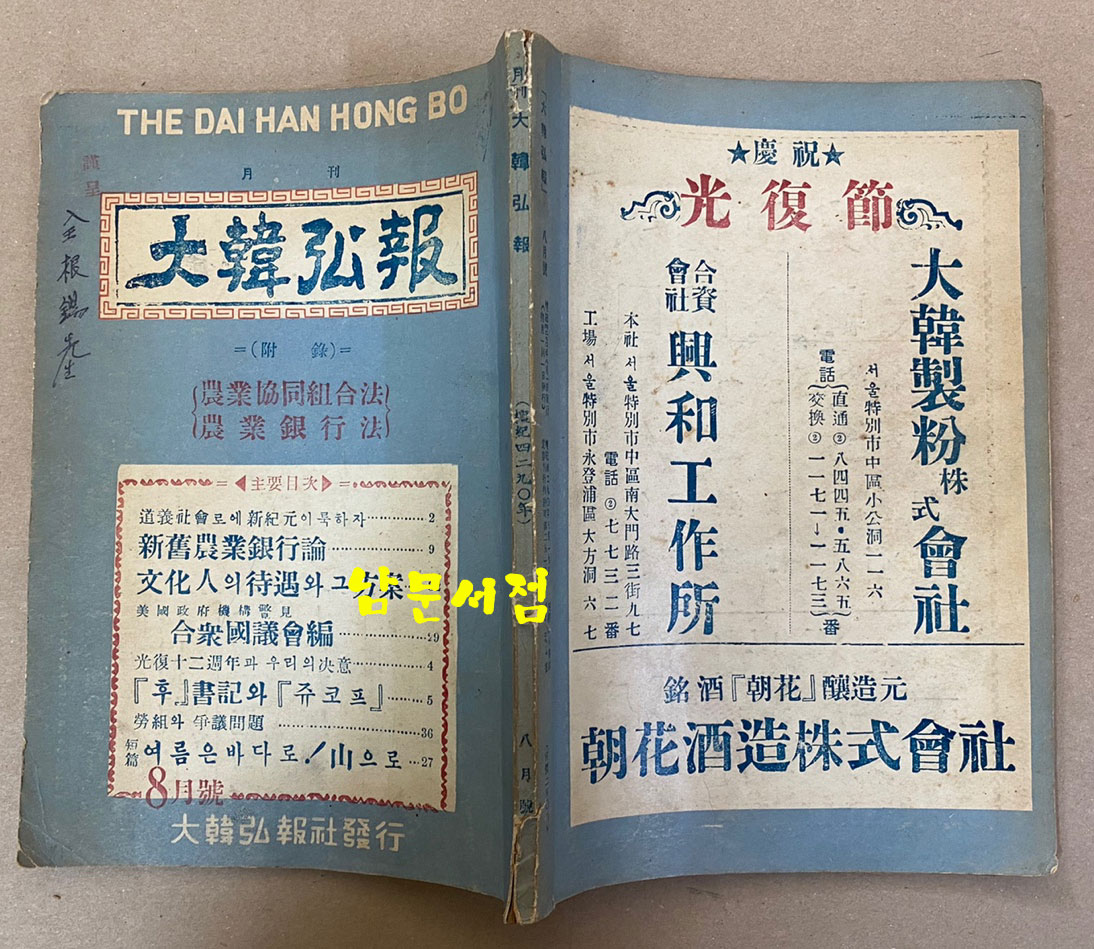 THE DAI HAN HONG BO
月刊
大韓弘報
=(附錄)=
農業協同組合法
農業銀行法
主要目次
道義社會로에 新紀元이룩하자 2
新舊農業銀行論 9
文化人의待遇와 그方案
美國政府機構瞥見
合衆國議會編 29
光復十二週年과 우리의決意 4
『후』書記와『쥬코프』 5
勞組와 爭議問題 36
短篇 여름은바다로!山으로 27
8月號
大韓弘報社發行
謹呈
根錫先生
月刊 大韓弘報
(檀紀四二九〇年)
八月號
남문서점
★慶祝★
光復節
大韓製粉株式會社
서울特別市中區小公洞一一六
電話
直通②八四四五·五八六五
交換②一一七一→一一七三
番
合資會社 興和工作所
本社 서울特別市中區南大門路三街九七
電話②七七三一二番
工場 서울特別市永登浦區大方洞六七
銘酒『朝花』釀造元
朝花酒造株式會社